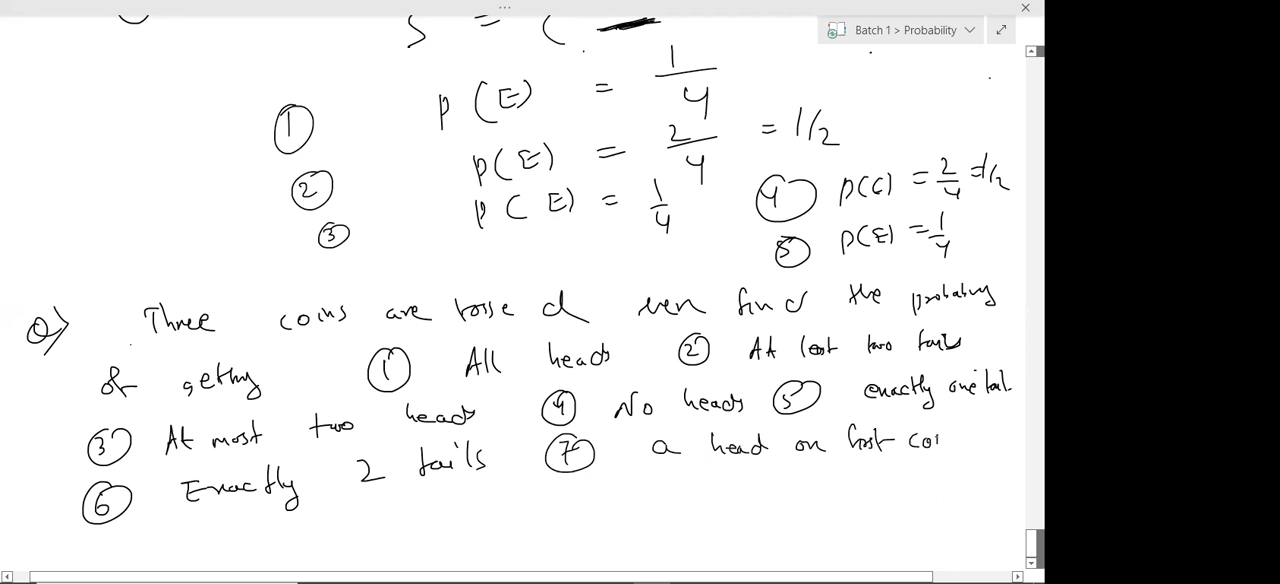 Batch 1 > Probability
S = {
① P(E) = 1/4
② P(E) = 2/4 = 1/2
③ P(E) = 1/4
④ P(E) = 2/4 = 1/2
⑤ P(E) = 1/4
Q) Three coins are tossed find the
of getting ① All heads ② At least two tails
③ At most two heads ④ No heads ⑤ exactly one tail
⑥ Exactly 2 tails ⑦ a head on first coi